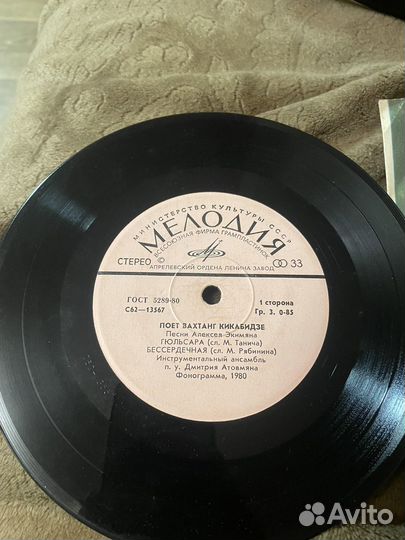 МИНИСТЕРСТВО КУЛЬТУРЫ СССР
МЕЛОДИЯ
ВСЕСОЮЗНАЯ ФИРМА ГРАМПЛАСТИНОК
СТЕРЕО
33
АПРЕЛЕВСКИЙ ОРДЕНА ЛЕНИНА ЗАВОД
ГОСТ 5289-80
С62—13567
1 сторона
Гр. 3. 0-85
ПОЕТ ВАХТАНГ КИКАБИДЗЕ
Песни Алексея Экимяна
ГЮЛЬСАРА (сл. М. Танича)
БЕССЕРДЕЧНАЯ (сл. М. Рябинина)
Инструментальный ансамбль
п. у. Дмитрия Атовмяна
Фонограмма, 1980
Avito